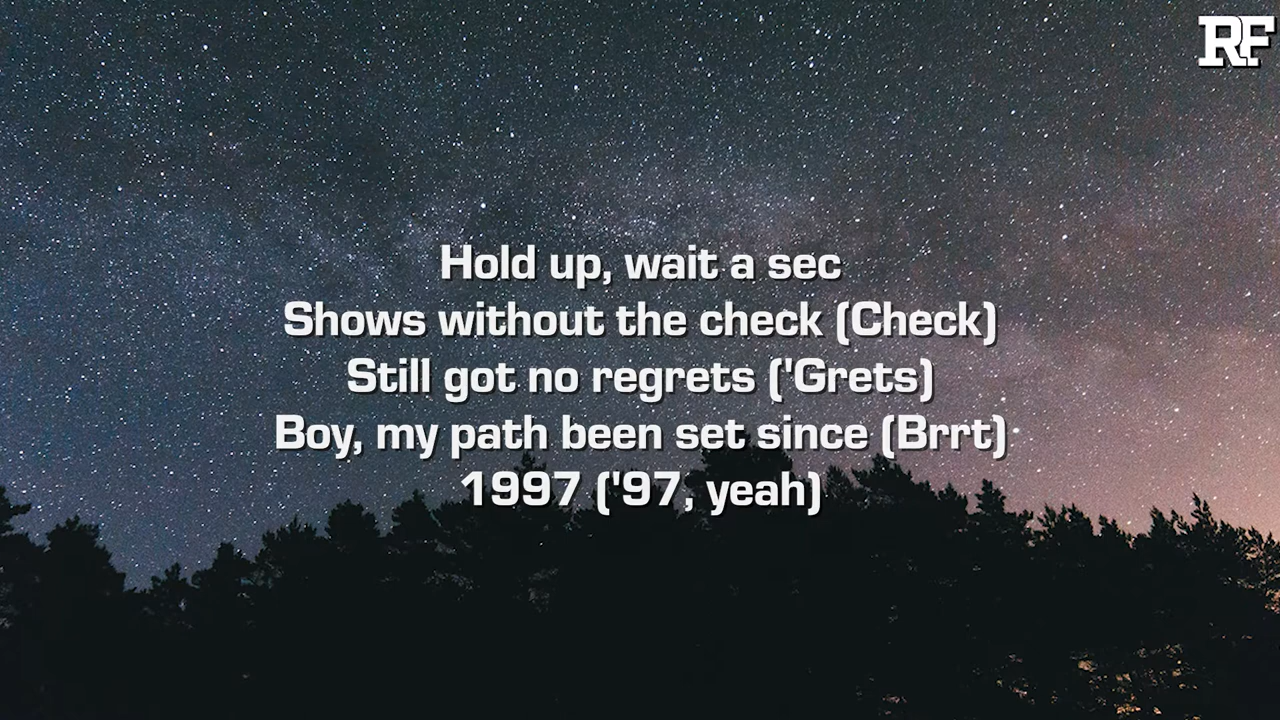 RF
Hold up, wait a sec
Shows without the check (Check)
Still got no regrets ('Grets)
Boy, my path been set since (Brrt)
1997 ('97, yeah)